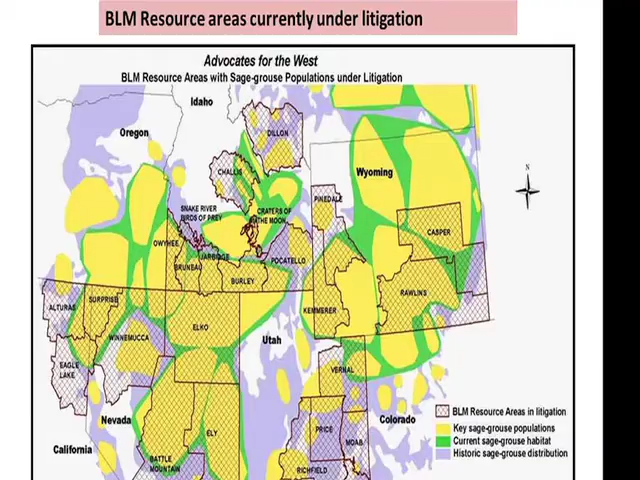 BLM Resource areas currently under litigation
Advocates for the West
BLM Resource Areas with Sage-grouse Populations under Litigation
Idaho
Oregon
DILLON
CHALLIS
Wyoming
N
PINEDALE
SNAKE RIVER
BIRDS OF PREY
CRATERS OF
THE MOON
CASPER
OWYHEE
JARBIDGE
POCATELLO
BRUNEAU
BURLEY
RAWLINS
ALTURAS
SURPRISE
KEMMERER
ELKO
WINNEMUCCA
Utah
EAGLE
LAKE
VERNAL
BLM Resource Areas in litigation
Key sage-grouse populations
Current sage-grouse habitat
Historic sage-grouse distribution
Nevada
Colorado
PRICE
ELY
MOAB
California
BATTLE
MOUNTAIN
RICHFIELD